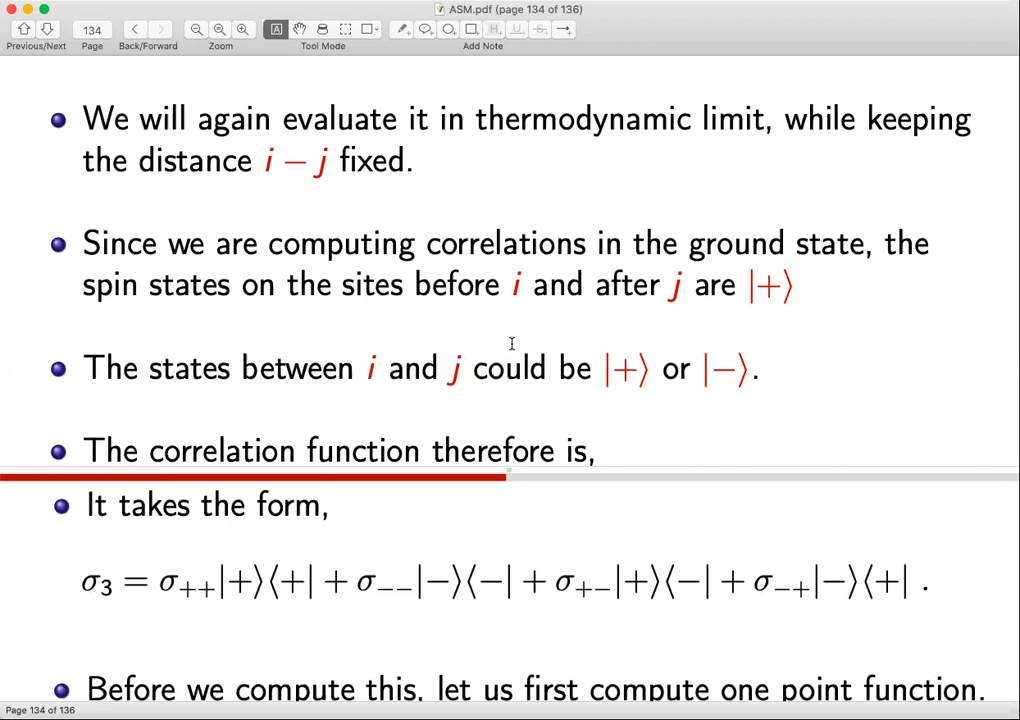 ASM.pdf (page 134 of 136)
134
Previous/Next Page Back/Forward Zoom Tool Mode Add Note
We will again evaluate it in thermodynamic limit, while keeping
the distance i − j fixed.
Since we are computing correlations in the ground state, the
spin states on the sites before i and after j are |+⟩
The states between i and j could be |+⟩ or |−⟩.
The correlation function therefore is,
It takes the form,
σ₃ = σ₊₊|+⟩⟨+| + σ₋₋|−⟩⟨−| + σ₊₋|+⟩⟨−| + σ₋₊|−⟩⟨+| .
Before we compute this, let us first compute one point function.
Page 134 of 136